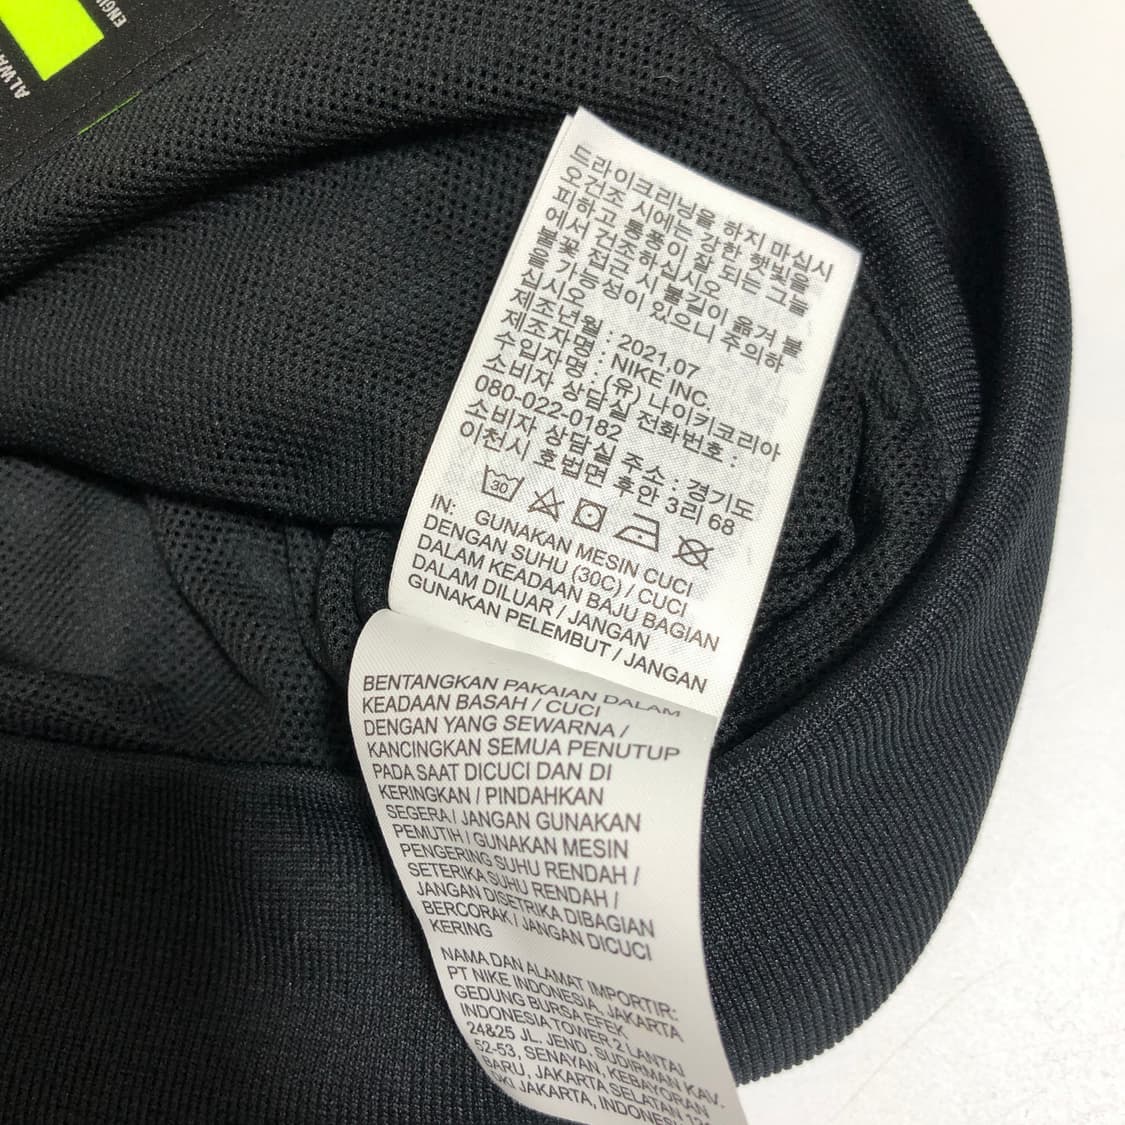 ALWA
ENGI
드라이크리닝을 하지 마십시
오건조 시에는 강한 햇빛을
피하고 통풍이 잘 되는 그늘
에서 건조하십시오
불꽃 접근 시 불길이 옮겨 붙
을 가능성이 있으니 주의하
십시오
제조년월 : 2021.07
제조자명 : NIKE INC
수입자명 : (유) 나이키코리아
소비자 상담실 전화번호 :
080-022-0182
소비자 상담실 주소 : 경기도
이천시 호법면 후안 3리 68
30
IN: GUNAKAN MESIN CUCI
DENGAN SUHU (30C) / CUCI
DALAM KEADAAN BAJU BAGIAN
DALAM DILUAR / JANGAN
GUNAKAN PELEMBUT / JANGAN
BENTANGKAN PAKAIAN DALAM
KEADAAN BASAH / CUCI
DENGAN YANG SEWARNA /
KANCINGKAN SEMUA PENUTUP
PADA SAAT DICUCI DAN DI
KERINGKAN / PINDAHKAN
SEGERA / JANGAN GUNAKAN
PEMUTIH / GUNAKAN MESIN
PENGERING SUHU RENDAH /
SETERIKA SUHU RENDAH /
JANGAN DISETRIKA DIBAGIAN
BERCORAK / JANGAN DICUCI
KERING
NAMA DAN ALAMAT IMPORTIR:
PT NIKE INDONESIA, JAKARTA
GEDUNG BURSA EFEK
INDONESIA TOWER 2 LANTAI
24&25 JL. JEND. SUDIRMAN KAV.
52-53, SENAYAN, KEBAYORAN
BARU, JAKARTA SELATAN
DKI JAKARTA, INDONES